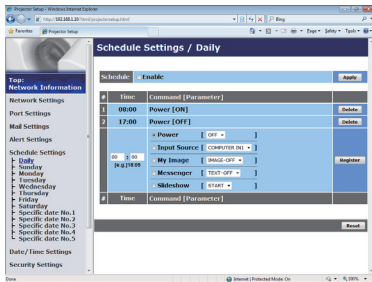 Projector Setup - Windows Internet Explorer
http://192.168.1.10/html/projectorsetup.html
Bing
Favorites
Projector Setup
Page
Safety
Tools
Schedule Settings / Daily
Top:
Network Information
Network Settings
Port Settings
Mail Settings
Alert Settings
Schedule Settings
Daily
Sunday
Monday
Tuesday
Wednesday
Thursday
Friday
Saturday
Specific date No.1
Specific date No.2
Specific date No.3
Specific date No.4
Specific date No.5
Date/Time Settings
Security Settings
Schedule Enable Apply
# Time Command [Parameter]
1 08:00 Power [ON] Delete
2 17:00 Power [OFF] Delete
00 : 00
[e.g.]18:05
Power [ OFF ]
Input Source [ COMPUTER IN1 ]
My Image [ IMAGE-OFF ]
Messenger [ TEXT-OFF ]
Slideshow [ START ]
Register
# Time Command [Parameter]
Reset
Done
Internet | Protected Mode: On
100%